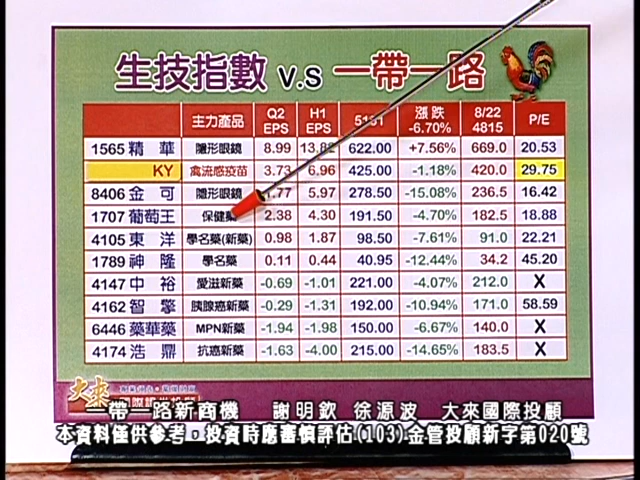 生技指數 v.s 一帶一路
主力產品 Q2 EPS H1 EPS 漲跌 -6.70% 8/22 4815 P/E
1565 精華 隱形眼鏡 8.99 622.00 +7.56% 669.0 20.53
KY 禽流感疫苗 3.73 6.96 425.00 -1.18% 420.0 29.75
8406 金可 隱形眼鏡 1.77 5.97 278.50 -15.08% 236.5 16.42
1707 葡萄王 保健藥 2.38 4.30 191.50 -4.70% 182.5 18.88
4105 東洋 學名藥(新藥) 0.98 1.87 98.50 -7.61% 91.0 22.21
1789 神隆 學名藥 0.11 0.44 40.95 -12.44% 34.2 45.20
4147 中裕 愛滋新藥 -0.69 -1.01 221.00 -4.07% 212.0 X
4162 智擎 胰腺癌新藥 -0.29 -1.31 192.00 -10.94% 171.0 58.59
6446 藥華藥 MPN新藥 -1.94 -1.98 150.00 -6.67% 140.0 X
4174 浩鼎 抗癌新藥 -1.63 -4.00 215.00 -14.65% 183.5 X
大來
一帶一路新商機 謝明欽 徐源波 大來國際投顧
本資料僅供參考，投資時應審慎評估(103)金管投顧新字第020號